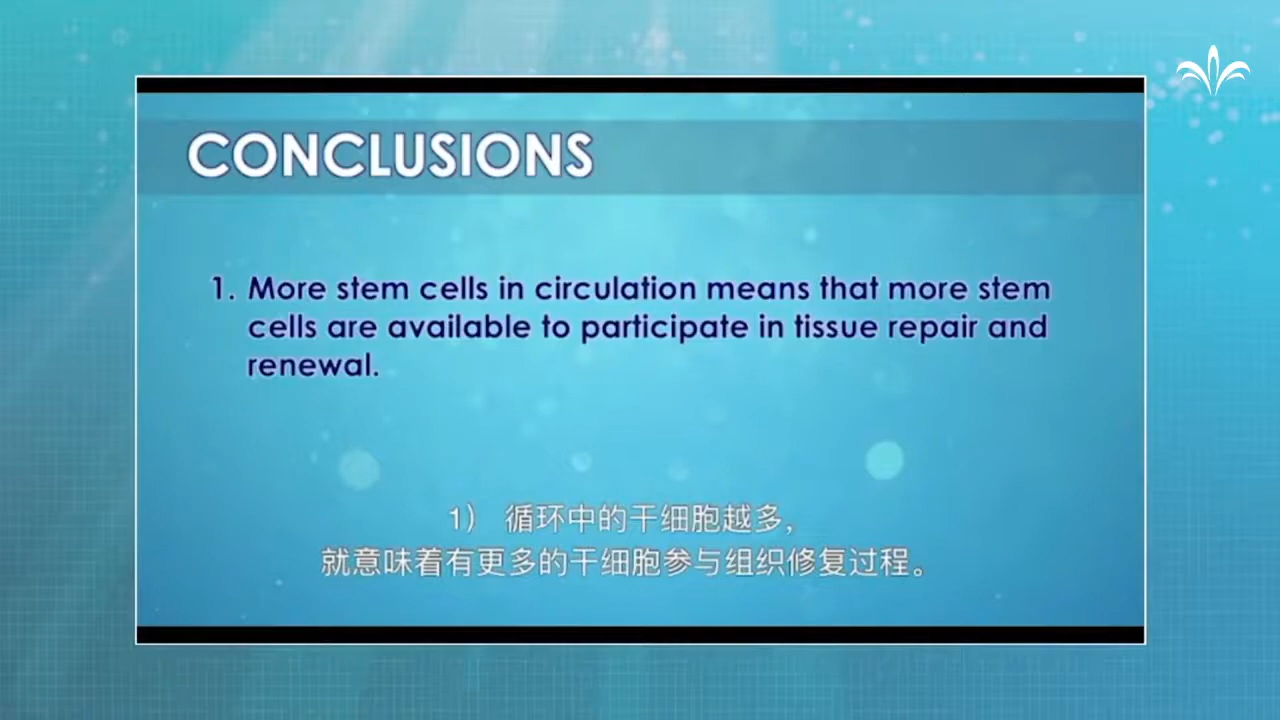 CONCLUSIONS
1. More stem cells in circulation means that more stem
cells are available to participate in tissue repair and
renewal.
1） 循环中的干细胞越多，
就意味着有更多的干细胞参与组织修复过程。